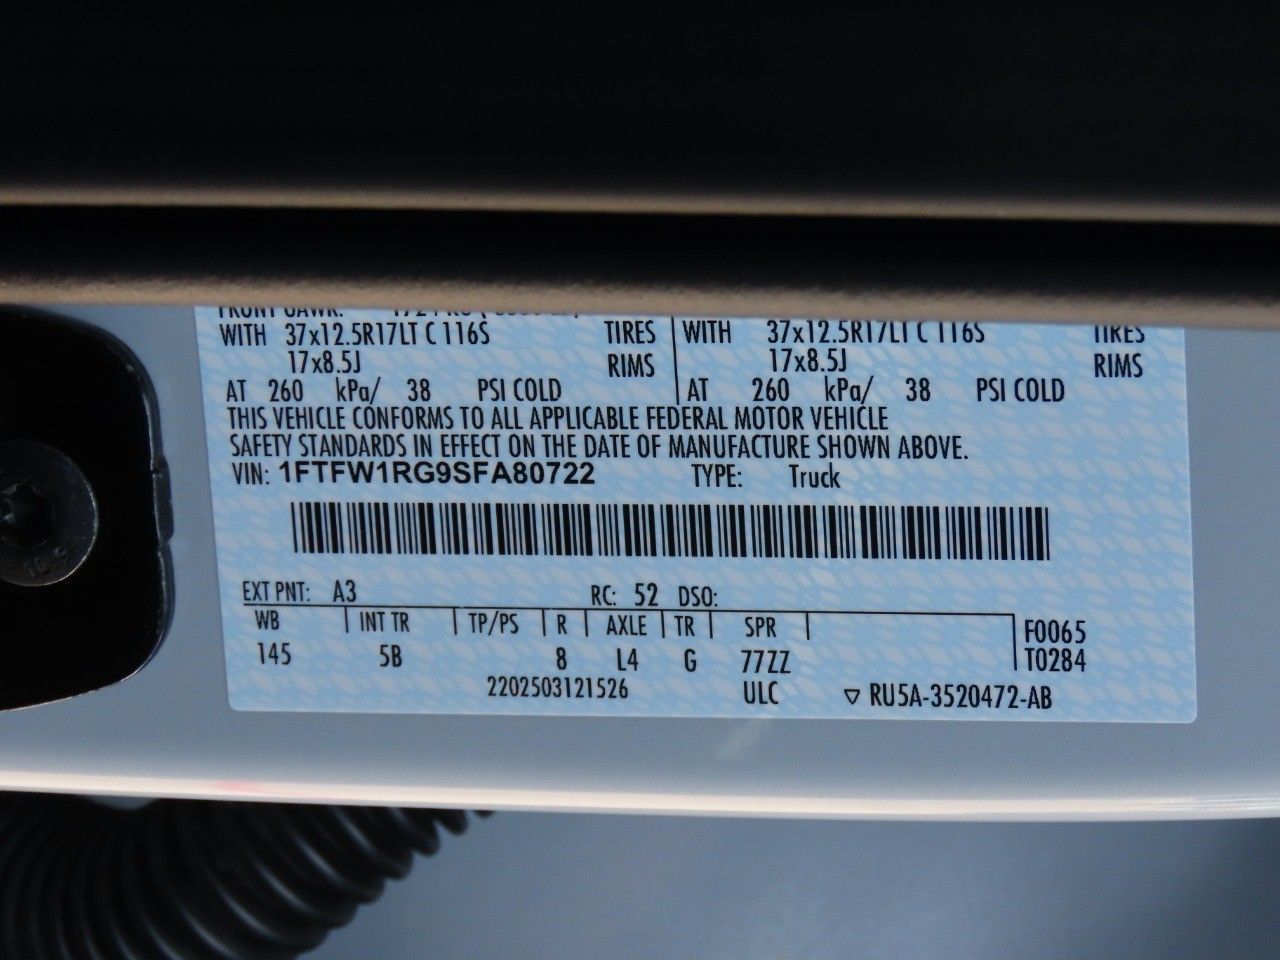 WITH 37x12.5R17LT C 116S TIRES WITH 37x12.5R17LT C 116S TIRES
17x8.5J RIMS 17x8.5J RIMS
AT 260 kPa/ 38 PSI COLD AT 260 kPa/ 38 PSI COLD
THIS VEHICLE CONFORMS TO ALL APPLICABLE FEDERAL MOTOR VEHICLE
SAFETY STANDARDS IN EFFECT ON THE DATE OF MANUFACTURE SHOWN ABOVE.
VIN: 1FTFW1RG9SFA80722 TYPE: Truck
EXT PNT: A3 RC: 52 DSO:
WB INT TR TP/PS R AXLE TR SPR F0065
145 5B 8 L4 G 77ZZ T0284
2202503121526 ULC ▽ RU5A-3520472-AB
10.9